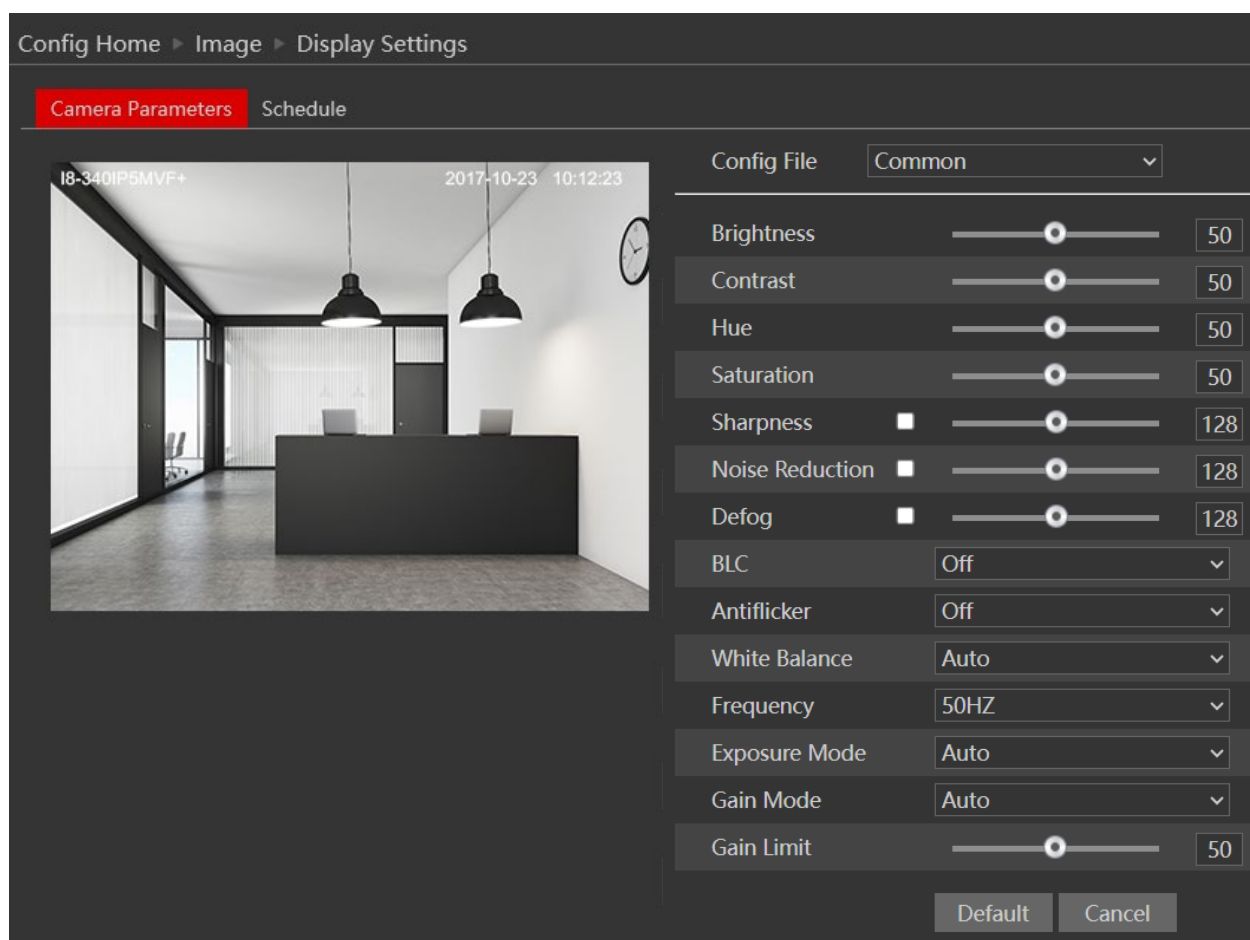 Config Home ▶ Image ▶ Display Settings
Camera Parameters Schedule
I8-340IP5MVF+ 2017-10-23 10:12:23
Config File Common
Brightness 50
Contrast 50
Hue 50
Saturation 50
Sharpness 128
Noise Reduction 128
Defog 128
BLC Off
Antiflicker Off
White Balance Auto
Frequency 50HZ
Exposure Mode Auto
Gain Mode Auto
Gain Limit 50
Default Cancel